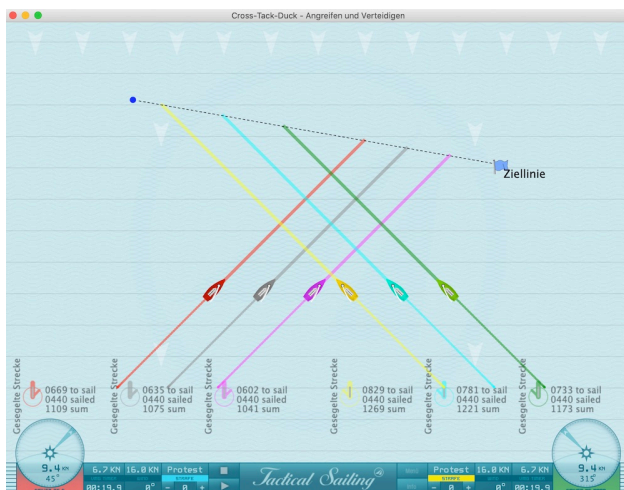 Cross-Tack-Duck - Angreifen und Verteidigen
Ziellinie
Gesegelte Strecke
0669 to sail
0440 sailed
1109 sum
Gesegelte Strecke
0635 to sail
0440 sailed
1075 sum
Gesegelte Strecke
0602 to sail
0440 sailed
1041 sum
Gesegelte Strecke
0829 to sail
0440 sailed
1269 sum
Gesegelte Strecke
0781 to sail
0440 sailed
1221 sum
Gesegelte Strecke
0733 to sail
0440 sailed
1173 sum
9.4 KN
45°
6.7 KN 16.0 KN Protest
STRAFE
00:19.9 0° - 0 +
Tactical Sailing®
Protest 16.0 KN 6.7 KN
STRAFE
- 0 + 0° 00:19.9
9.4 KN
315°